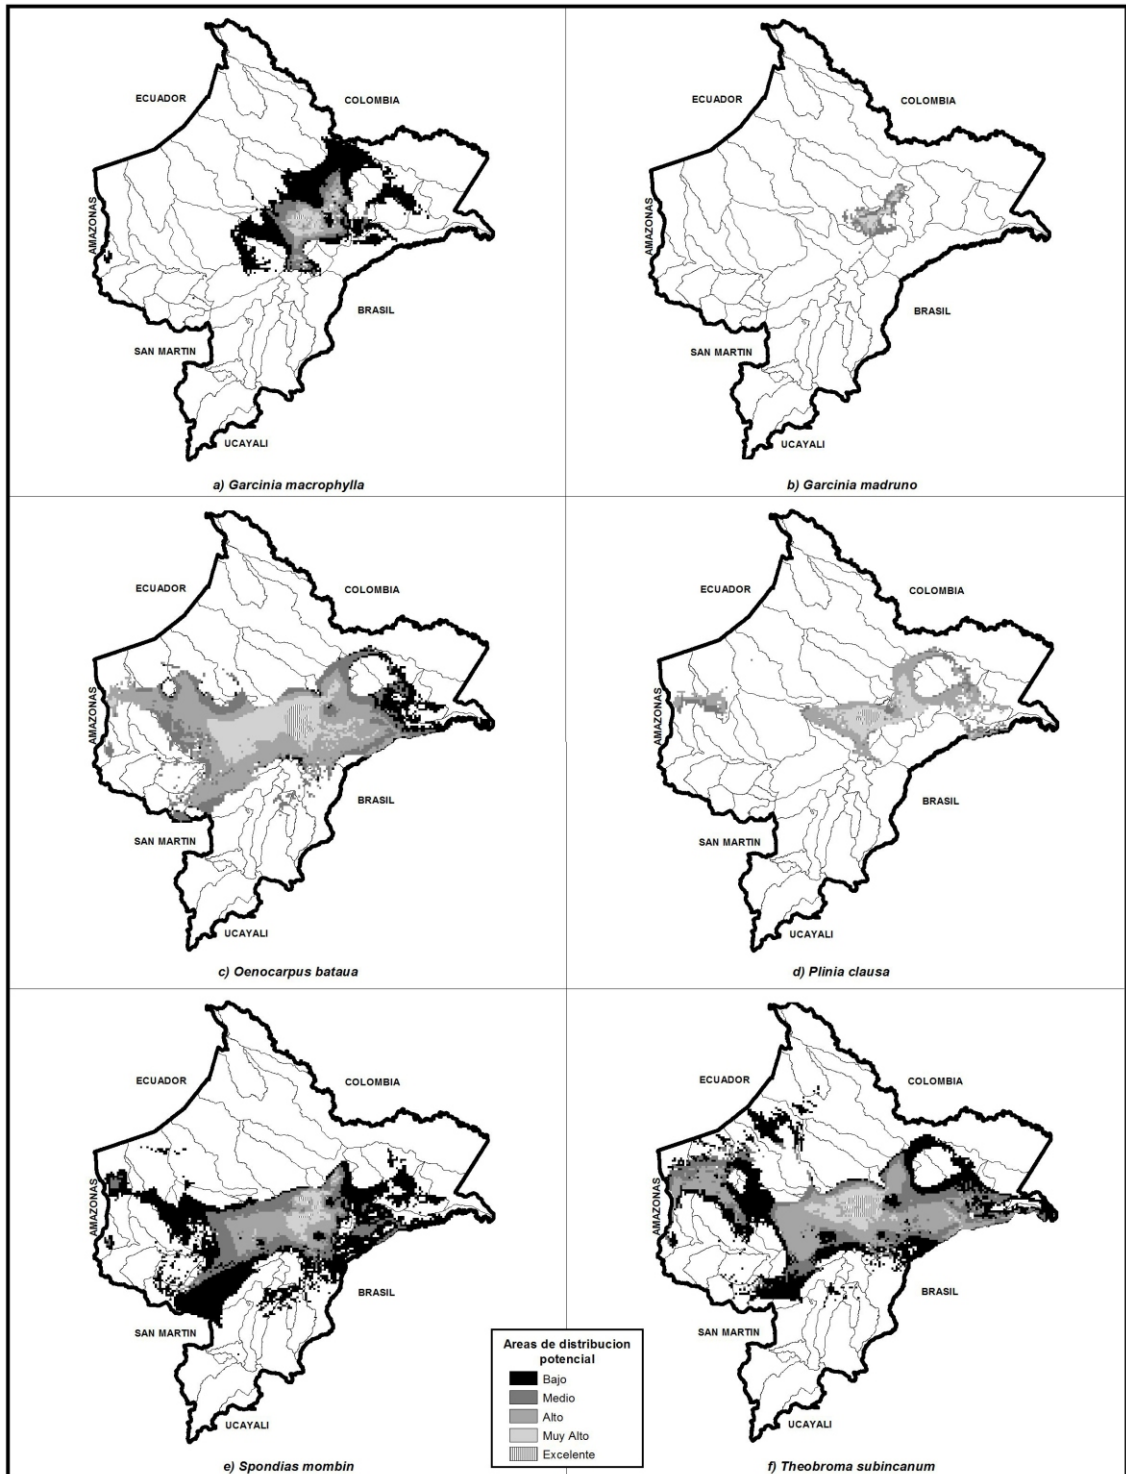 ECUADOR
COLOMBIA
AMAZONAS
BRASIL
SAN MARTIN
UCAYALI
a) Garcinia macrophylla
ECUADOR
COLOMBIA
AMAZONAS
BRASIL
SAN MARTIN
UCAYALI
b) Garcinia madruno
ECUADOR
COLOMBIA
AMAZONAS
BRASIL
SAN MARTIN
UCAYALI
c) Oenocarpus bataua
ECUADOR
COLOMBIA
AMAZONAS
BRASIL
SAN MARTIN
UCAYALI
d) Plinia clausa
ECUADOR
COLOMBIA
AMAZONAS
BRASIL
SAN MARTIN
UCAYALI
e) Spondias mombin
ECUADOR
COLOMBIA
AMAZONAS
BRASIL
SAN MARTIN
UCAYALI
f) Theobroma subincanum
Areas de distribucion
potencial
Bajo
Medio
Alto
Muy Alto
Excelente